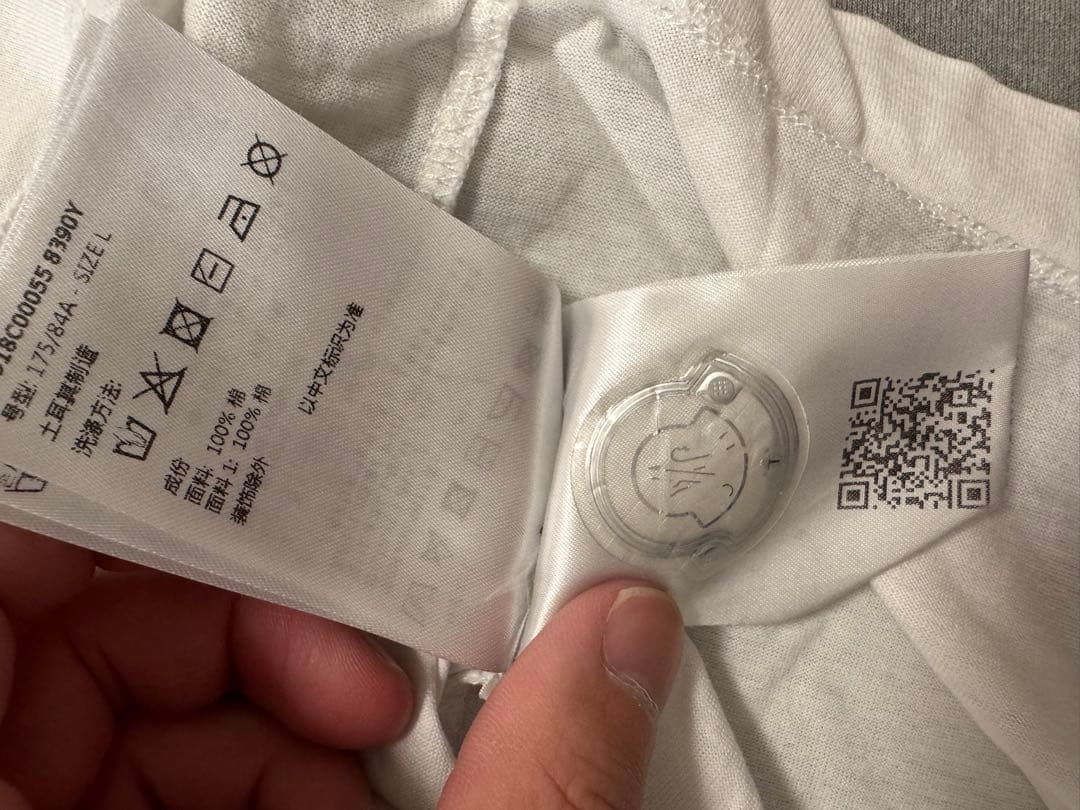 18C00055 8390Y
号型: 175/84A - SIZE L
土耳其制造
洗涤方法:
成份
面料: 100% 棉
面料 1: 100% 棉
装饰除外
以中文标识为准